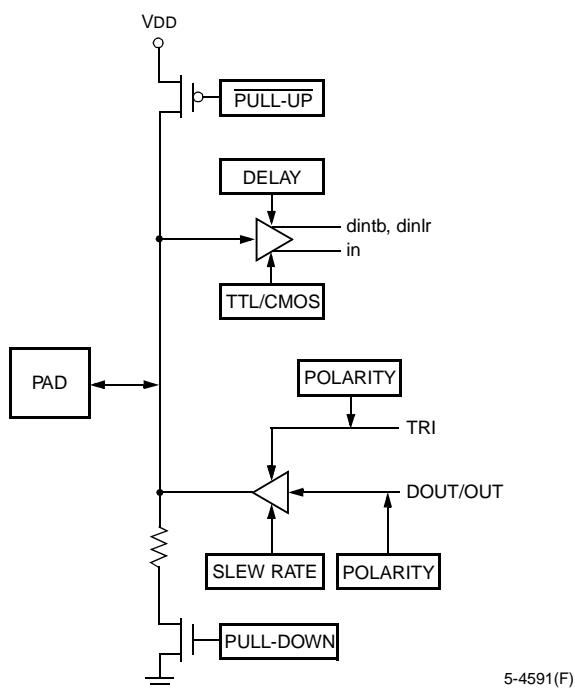 VDD
PULL-UP
DELAY
dintb, dinlr
in
TTL/CMOS
PAD
POLARITY
TRI
DOUT/OUT
SLEW RATE
POLARITY
PULL-DOWN
5-4591(F)